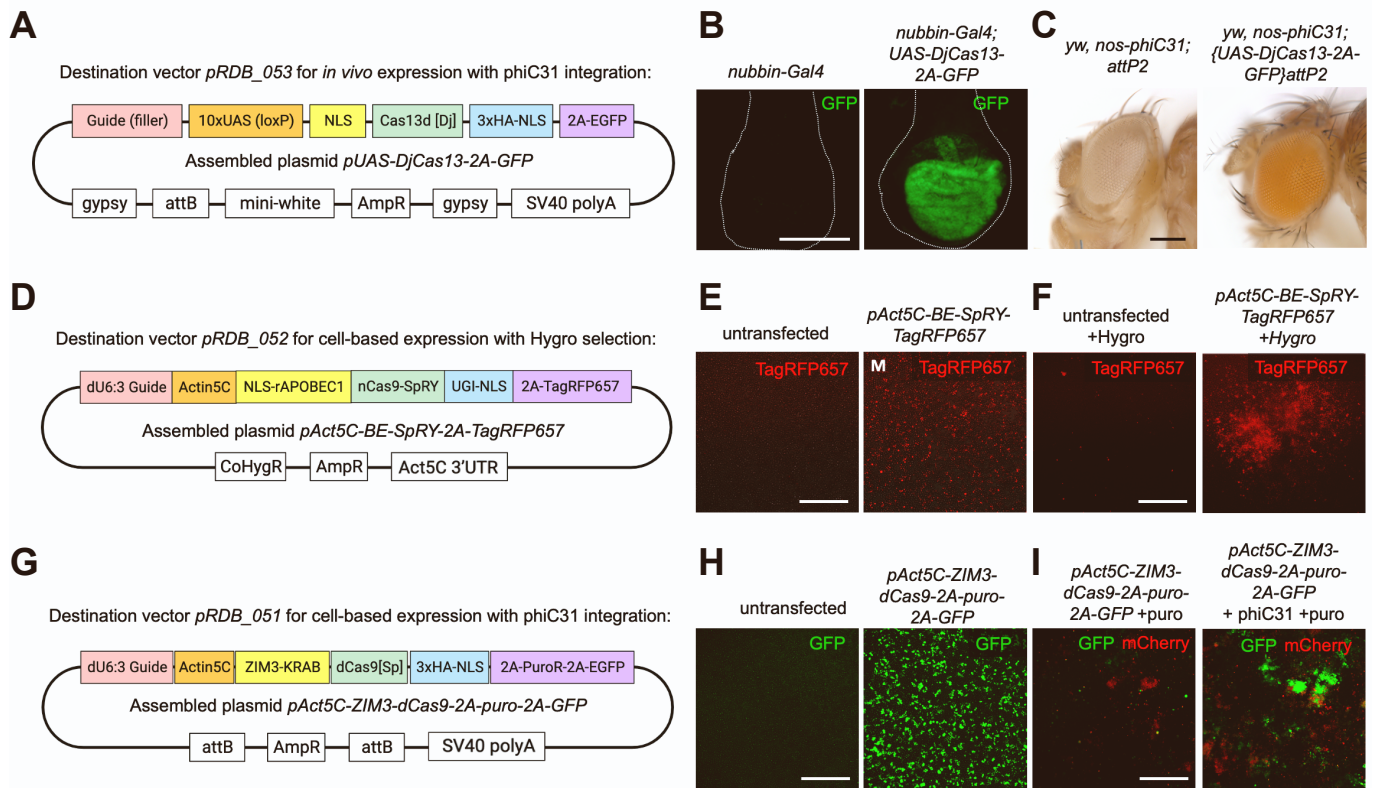 A
Destination vector pRDB_053 for in vivo expression with phiC31 integration:
Guide (filler)
10xUAS (loxP)
NLS
Cas13d [Dj]
3xHA-NLS
2A-EGFP
Assembled plasmid pUAS-DjCas13-2A-GFP
gypsy
attB
mini-white
AmpR
gypsy
SV40 polyA
B
nubbin-Gal4
GFP
nubbin-Gal4;
UAS-DjCas13-
2A-GFP
GFP
C
yw, nos-phiC31;
attP2
yw, nos-phiC31;
{UAS-DjCas13-2A-
GFP}attP2
D
Destination vector pRDB_052 for cell-based expression with Hygro selection:
dU6:3 Guide
Actin5C
NLS-rAPOBEC1
nCas9-SpRY
UGI-NLS
2A-TagRFP657
Assembled plasmid pAct5C-BE-SpRY-2A-TagRFP657
CoHygR
AmpR
Act5C 3’UTR
E
untransfected
TagRFP657
pAct5C-BE-SpRY-
TagRFP657
M
TagRFP657
F
untransfected
+Hygro
TagRFP657
pAct5C-BE-SpRY-
TagRFP657
+Hygro
TagRFP657
G
Destination vector pRDB_051 for cell-based expression with phiC31 integration:
dU6:3 Guide
Actin5C
ZIM3-KRAB
dCas9[Sp]
3xHA-NLS
2A-PuroR-2A-EGFP
Assembled plasmid pAct5C-ZIM3-dCas9-2A-puro-2A-GFP
attB
AmpR
attB
SV40 polyA
H
untransfected
GFP
pAct5C-ZIM3-
dCas9-2A-puro-
2A-GFP
GFP
I
pAct5C-ZIM3-
dCas9-2A-puro-
2A-GFP +puro
GFP mCherry
pAct5C-ZIM3-
dCas9-2A-puro-
2A-GFP
+ phiC31 +puro
GFP mCherry